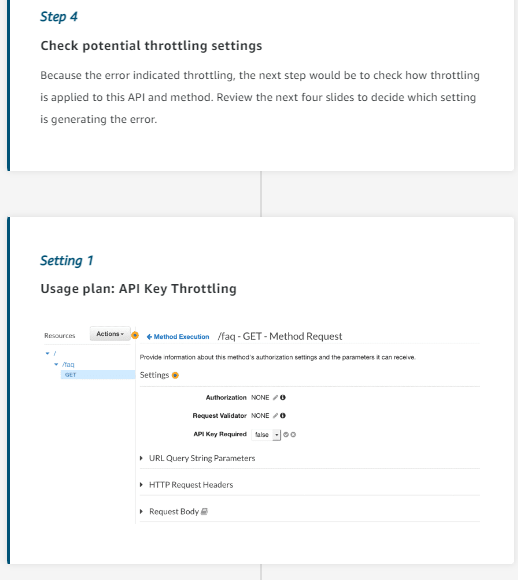 Step 4
Check potential throttling settings
Because the error indicated throttling, the next step would be to check how throttling
is applied to this API and method. Review the next four slides to decide which setting
is generating the error.
Setting 1
Usage plan: API Key Throttling
Resources Actions Method Execution /faq - GET - Method Request
/
/faq
GET
Provide information about this method's authorization settings and the parameters it can receive.
Settings
Authorization NONE
Request Validator NONE
API Key Required false
URL Query String Parameters
HTTP Request Headers
Request Body